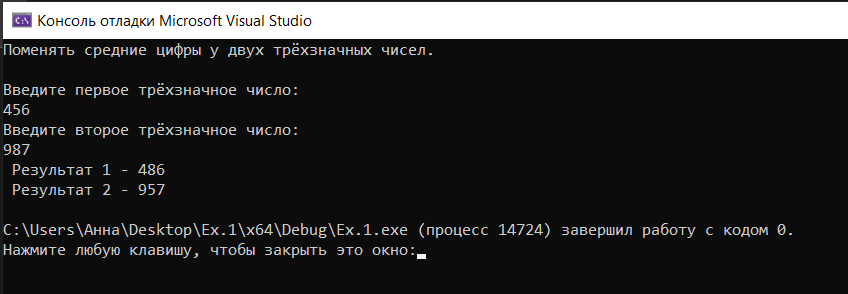 Консоль отладки Microsoft Visual Studio
Поменять средние цифры у двух трёхзначных чисел.
Введите первое трёхзначное число:
456
Введите второе трёхзначное число:
987
Результат 1 - 486
Результат 2 - 957
C:\Users\Анна\Desktop\Ex.1\x64\Debug\Ex.1.exe (процесс 14724) завершил работу с кодом 0.
Нажмите любую клавишу, чтобы закрыть это окно: